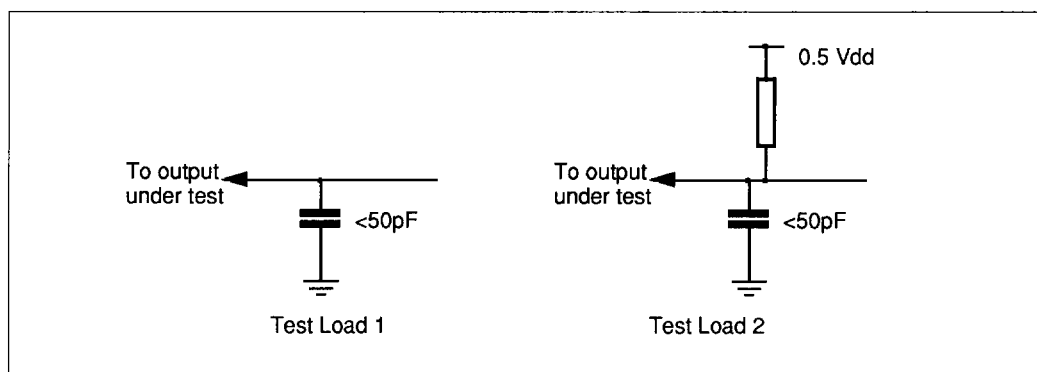 0.5 Vdd
To output
under test
<50pF
Test Load 1
To output
under test
<50pF
Test Load 2